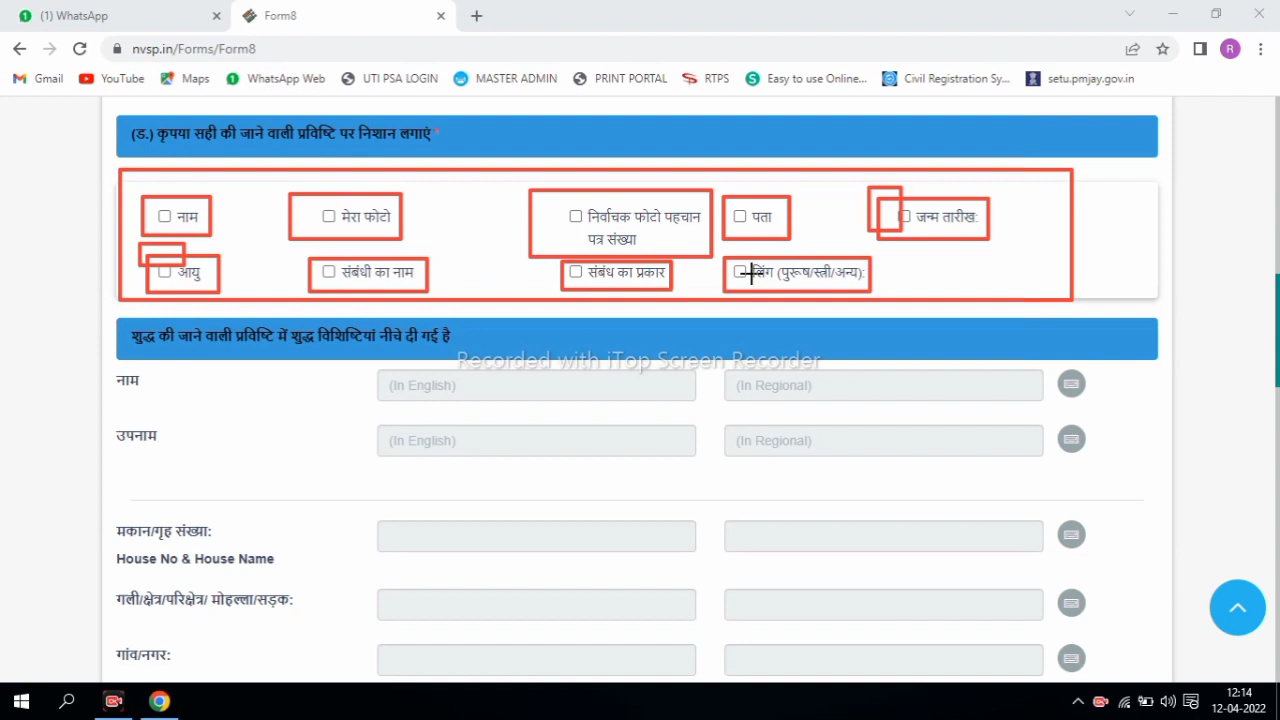 (1) WhatsApp
Form8
nvsp.in/Forms/Form8
R
Gmail
YouTube
Maps
WhatsApp Web
UTI PSA LOGIN
MASTER ADMIN
PRINT PORTAL
RTPS
Easy to use Online...
Civil Registration Sy...
setu.pmjay.gov.in
(ड.) कृपया सही की जाने वाली प्रविष्टि पर निशान लगाएं *
नाम
मेरा फोटो
निर्वाचक फोटो पहचान
पत्र संख्या
पता
जन्म तारीख:
आयु
संबंधी का नाम
संबंध का प्रकार
लिंग (पुरूष/स्त्री/अन्य):
शुद्ध की जाने वाली प्रविष्टि में शुद्ध विशिष्टियां नीचे दी गई है
Recorded with iTop Screen Recorder
नाम
(In English)
(In Regional)
उपनाम
(In English)
(In Regional)
मकान/गृह संख्या:
House No & House Name
गली/क्षेत्र/परिक्षेत्र/ मोहल्ला/सड़क:
गांव/नगर:
12:14
12-04-2022